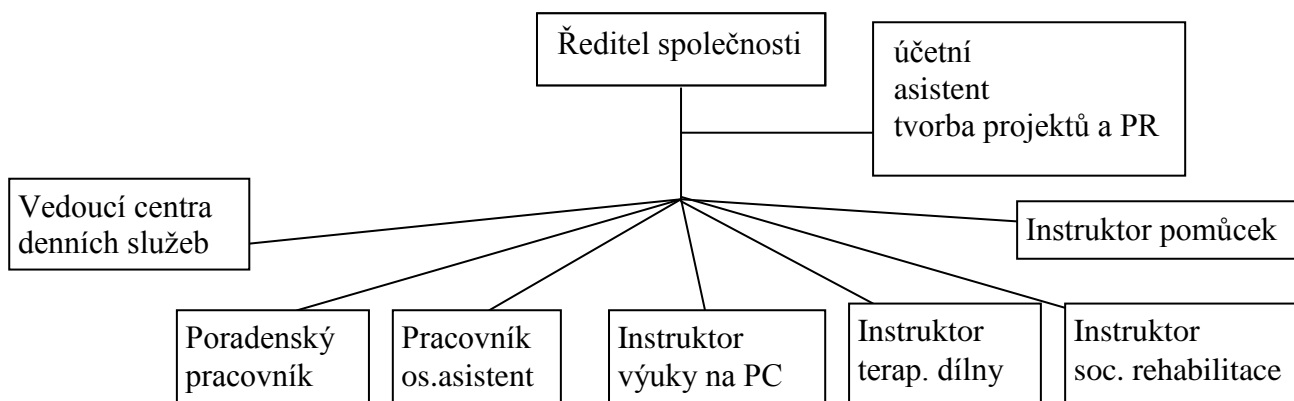 Ředitel společnosti
účetní
asistent
tvorba projektů a PR
Vedoucí centra
denních služeb
Instruktor pomůcek
Poradenský
pracovník
Pracovník
os.asistent
Instruktor
výuky na PC
Instruktor
terap. dílny
Instruktor
soc. rehabilitace